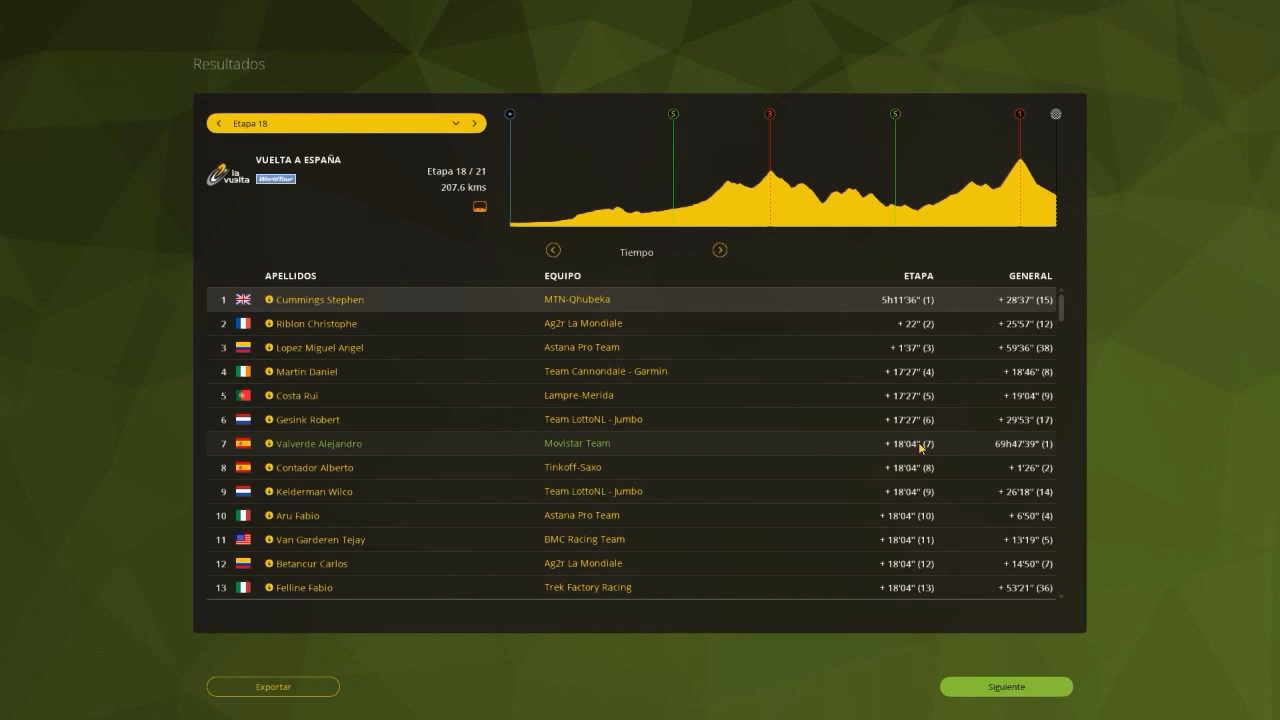 Resultados
Etapa 18
S
3
S
1
la vuelta
VUELTA A ESPAÑA
WorldTour
Etapa 18 / 21
207.6 kms
Tiempo
APELLIDOS EQUIPO ETAPA GENERAL
1 Cummings Stephen MTN-Qhubeka 5h11'36" (1) + 28'37" (15)
2 Riblon Christophe Ag2r La Mondiale + 22" (2) + 25'57" (12)
3 Lopez Miguel Angel Astana Pro Team + 1'37" (3) + 59'36" (38)
4 Martin Daniel Team Cannondale - Garmin + 17'27" (4) + 18'46" (8)
5 Costa Rui Lampre-Merida + 17'27" (5) + 19'04" (9)
6 Gesink Robert Team LottoNL - Jumbo + 17'27" (6) + 29'53" (17)
7 Valverde Alejandro Movistar Team + 18'04" (7) 69h47'39" (1)
8 Contador Alberto Tinkoff-Saxo + 18'04" (8) + 1'26" (2)
9 Kelderman Wilco Team LottoNL - Jumbo + 18'04" (9) + 26'18" (14)
10 Aru Fabio Astana Pro Team + 18'04" (10) + 6'50" (4)
11 Van Garderen Tejay BMC Racing Team + 18'04" (11) + 13'19" (5)
12 Betancur Carlos Ag2r La Mondiale + 18'04" (12) + 14'50" (7)
13 Felline Fabio Trek Factory Racing + 18'04" (13) + 53'21" (36)
Exportar
Siguiente